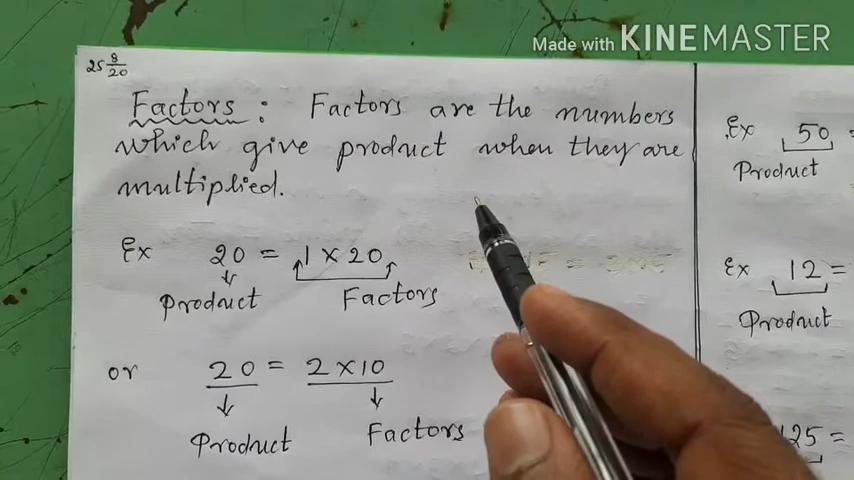 Made with KINEMASTER
25 8/20
Factors : Factors are the numbers
which give product when they are
multiplied.
Ex 20 = 1 x 20
Product Factors
or 20 = 2 x 10
Product Factors
Ex 50 =
Product
Ex 12 =
Product
125 =